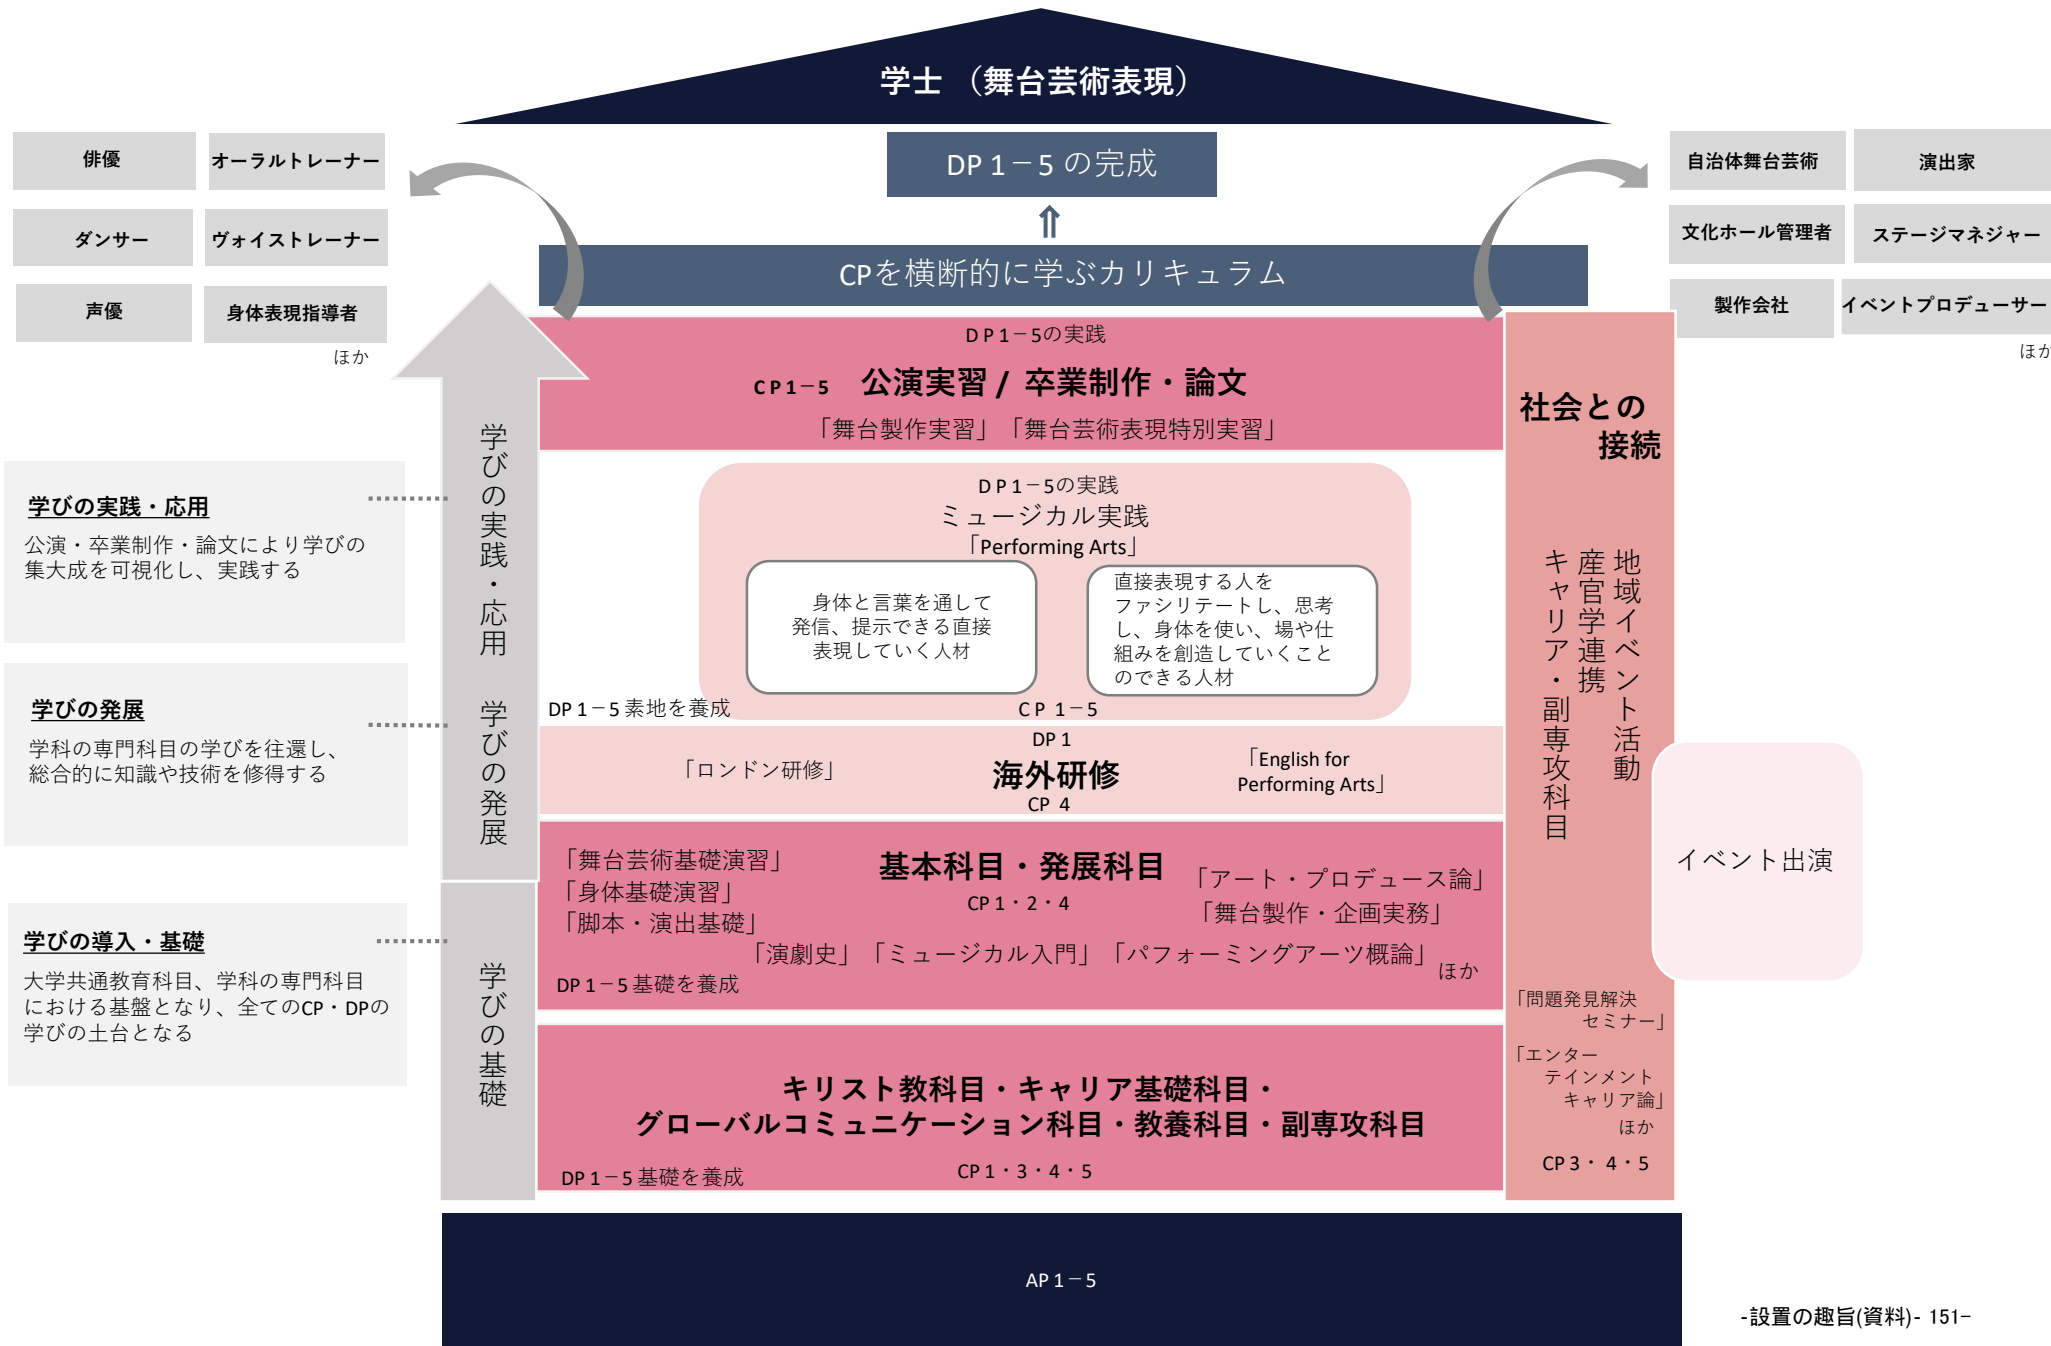 学士 （舞台芸術表現）
DP 1－5 の完成
⇑
CPを横断的に学ぶカリキュラム
俳優
オーラルトレーナー
ダンサー
ヴォイストレーナー
声優
身体表現指導者
ほか
自治体舞台芸術
演出家
文化ホール管理者
ステージマネジャー
製作会社
イベントプロデューサー
ほか
学びの実践・応用
公演・卒業制作・論文により学びの
集大成を可視化し、実践する
学びの発展
学科の専門科目の学びを往還し、
総合的に知識や技術を修得する
学びの導入・基礎
大学共通教育科目、学科の専門科目
における基盤となり、全てのCP・DPの
学びの土台となる
学びの実践・応用
学びの発展
学びの基礎
DP 1－5の実践
CP 1－5 公演実習 / 卒業制作・論文
「舞台製作実習」「舞台芸術表現特別実習」
DP 1－5の実践
ミュージカル実践
「Performing Arts」
身体と言葉を通して
発信、提示できる直接
表現していく人材
直接表現する人を
ファシリテートし、思考
し、身体を使い、場や仕
組みを創造していくこと
のできる人材
DP 1－5 素地を養成
CP 1－5
DP 1
「ロンドン研修」
海外研修
「English for
Performing Arts」
CP 4
「舞台芸術基礎演習」
「身体基礎演習」
「脚本・演出基礎」
基本科目・発展科目
CP 1・2・4
「アート・プロデュース論」
「舞台製作・企画実務」
「演劇史」「ミュージカル入門」「パフォーミングアーツ概論」
ほか
DP 1－5 基礎を養成
キリスト教科目・キャリア基礎科目・
グローバルコミュニケーション科目・教養科目・副専攻科目
CP 1・3・4・5
DP 1－5 基礎を養成
社会との
接続
地域イベント活動
産官学連携
キャリア・副専攻科目
イベント出演
「問題発見解決
セミナー」
「エンター
テインメント
キャリア論」
ほか
CP 3・ 4・5
AP 1－5
-設置の趣旨(資料)- 151-